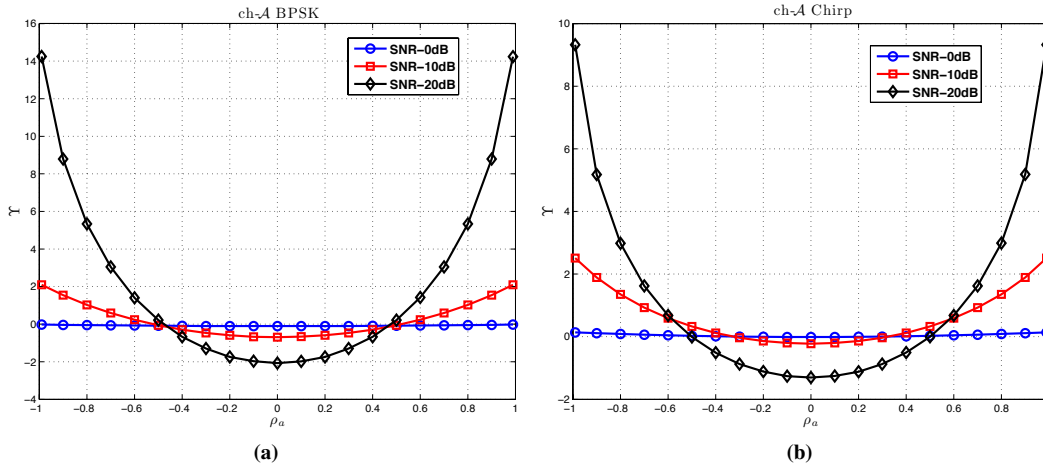 ch-𝒜 BPSK
16
14
12
10
8
6
4
2
0
−2
−4
Υ
−1
−0.8
−0.6
−0.4
−0.2
0
0.2
0.4
0.6
0.8
1
ρₐ
SNR−0dB
SNR−10dB
SNR−20dB
(a)
ch-𝒜 Chirp
10
8
6
4
2
0
−2
Υ
−1
−0.8
−0.6
−0.4
−0.2
0
0.2
0.4
0.6
0.8
ρₐ
SNR−0dB
SNR−10dB
SNR−20dB
(b)